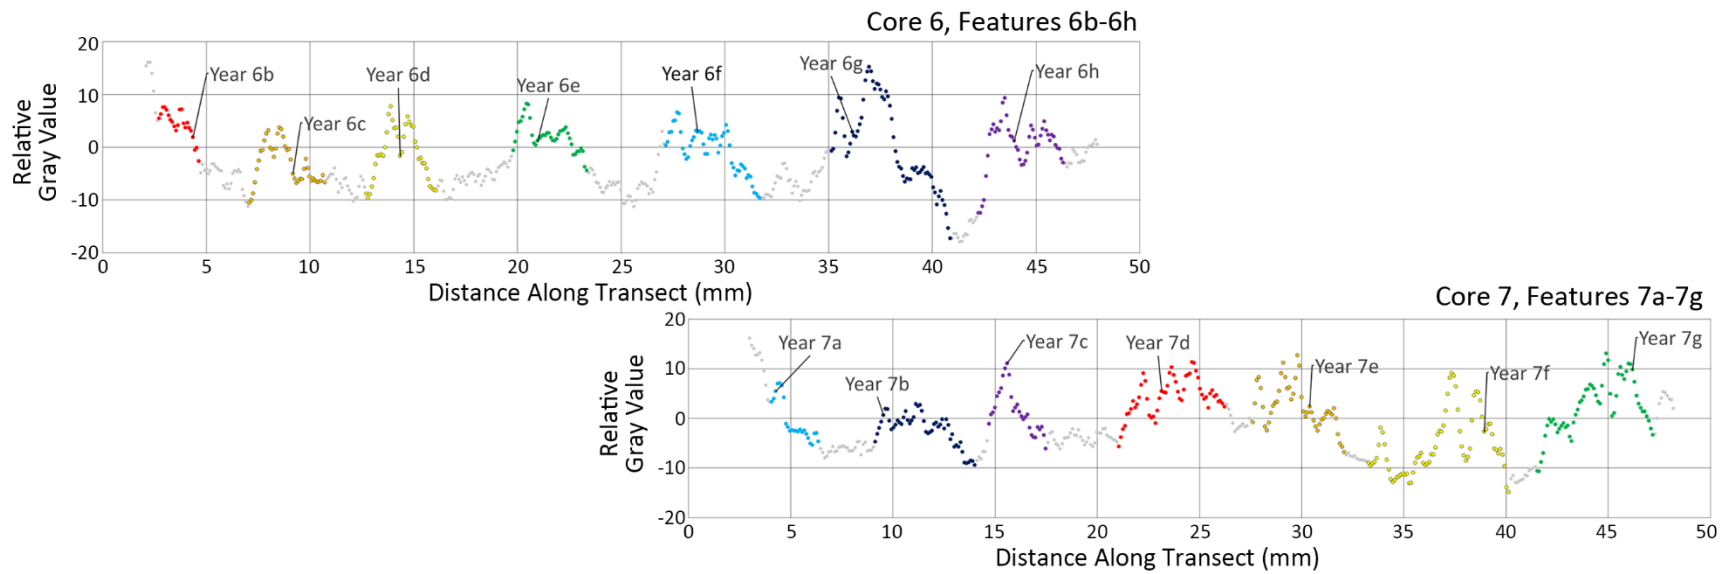 Core 6, Features 6b-6h
Relative
Gray Value
20
10
0
-10
-20
Year 6b
Year 6c
Year 6d
Year 6e
Year 6f
Year 6g
Year 6h
0 5 10 15 20 25 30 35 40 45 50
Distance Along Transect (mm)
Core 7, Features 7a-7g
Relative
Gray Value
20
10
0
-10
-20
Year 7a
Year 7b
Year 7c
Year 7d
Year 7e
Year 7f
Year 7g
5 10 15 20 25 30 35 40 45 50
Distance Along Transect (mm)